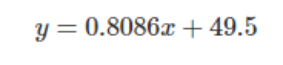 y = 0.8086x + 49.5